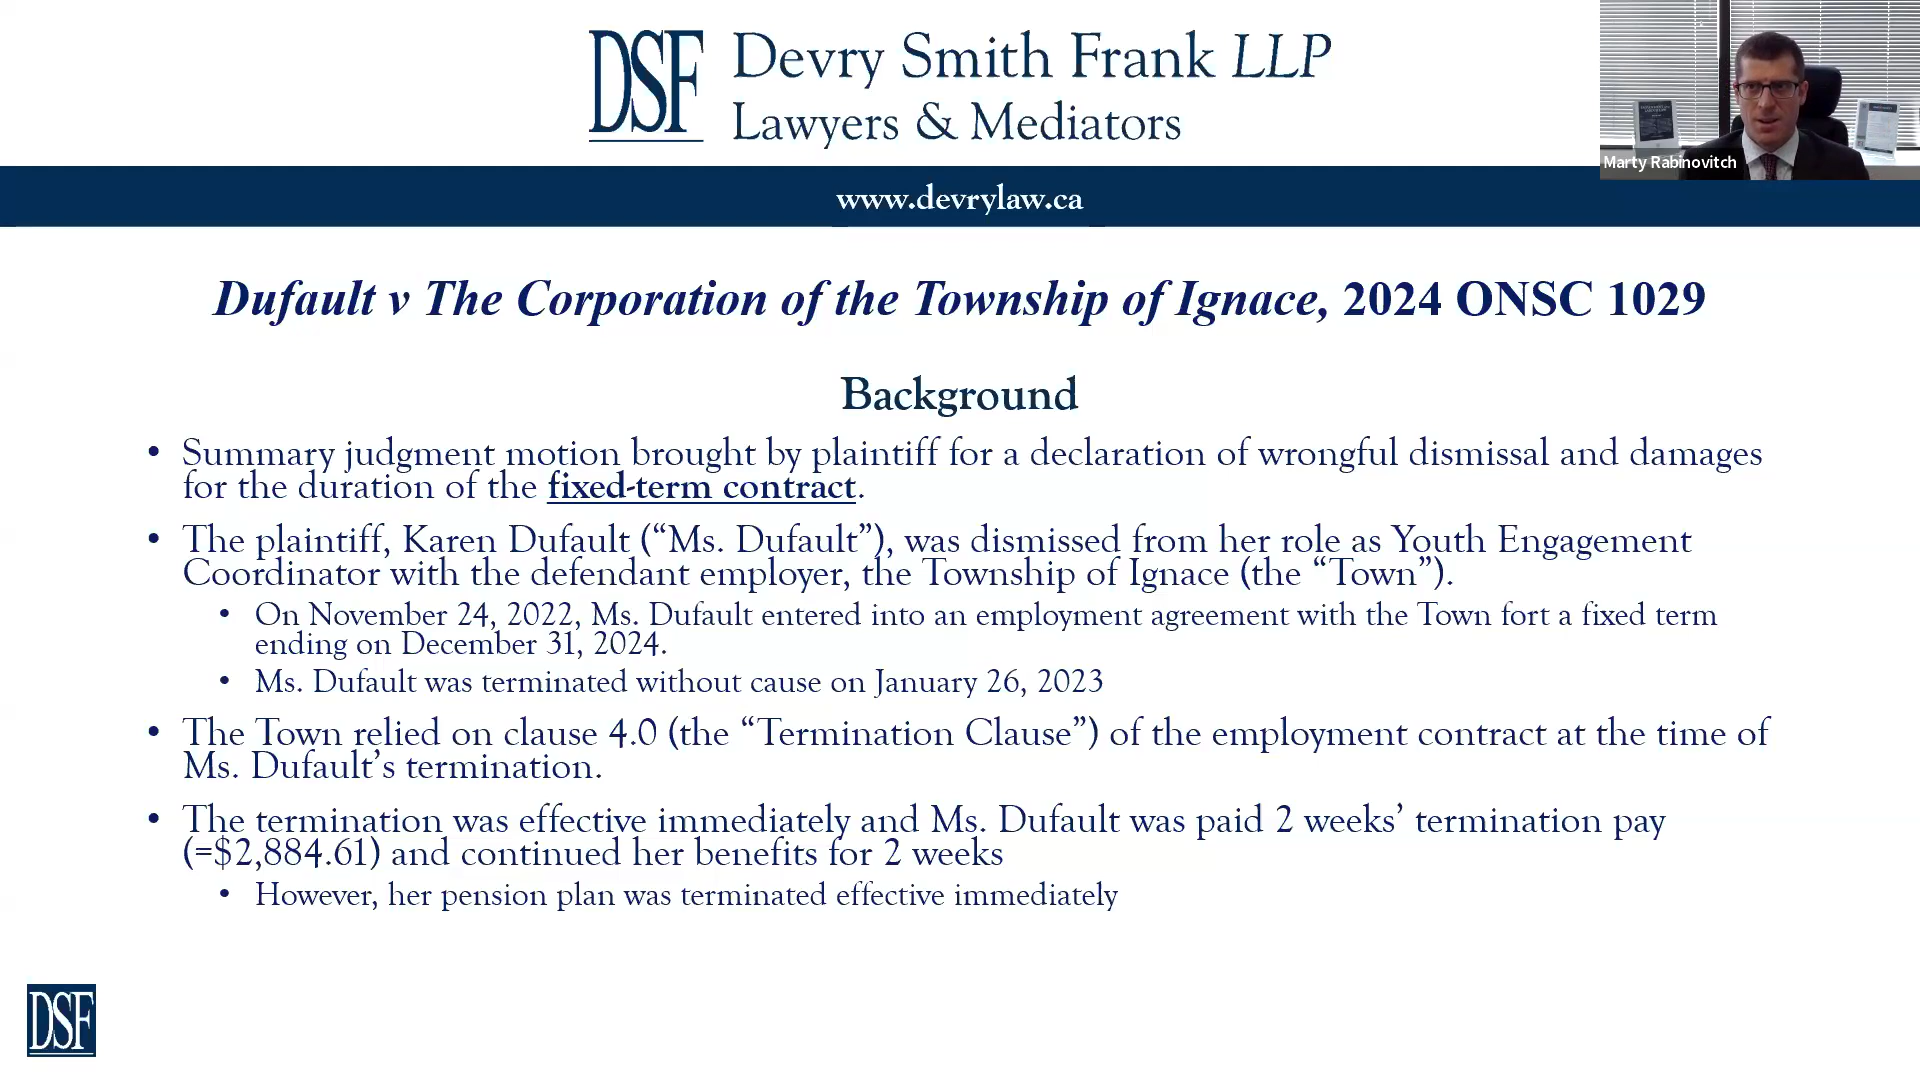 DSF Devry Smith Frank LLP
Lawyers & Mediators
Marty Rabinovitch
www.devrylaw.ca
Dufault v The Corporation of the Township of Ignace, 2024 ONSC 1029
Background
• Summary judgment motion brought by plaintiff for a declaration of wrongful dismissal and damages
for the duration of the fixed-term contract.
• The plaintiff, Karen Dufault (“Ms. Dufault”), was dismissed from her role as Youth Engagement
Coordinator with the defendant employer, the Township of Ignace (the “Town”).
• On November 24, 2022, Ms. Dufault entered into an employment agreement with the Town fort a fixed term
ending on December 31, 2024.
• Ms. Dufault was terminated without cause on January 26, 2023
• The Town relied on clause 4.0 (the “Termination Clause”) of the employment contract at the time of
Ms. Dufault’s termination.
• The termination was effective immediately and Ms. Dufault was paid 2 weeks’ termination pay
(=$2,884.61) and continued her benefits for 2 weeks
• However, her pension plan was terminated effective immediately
DSF